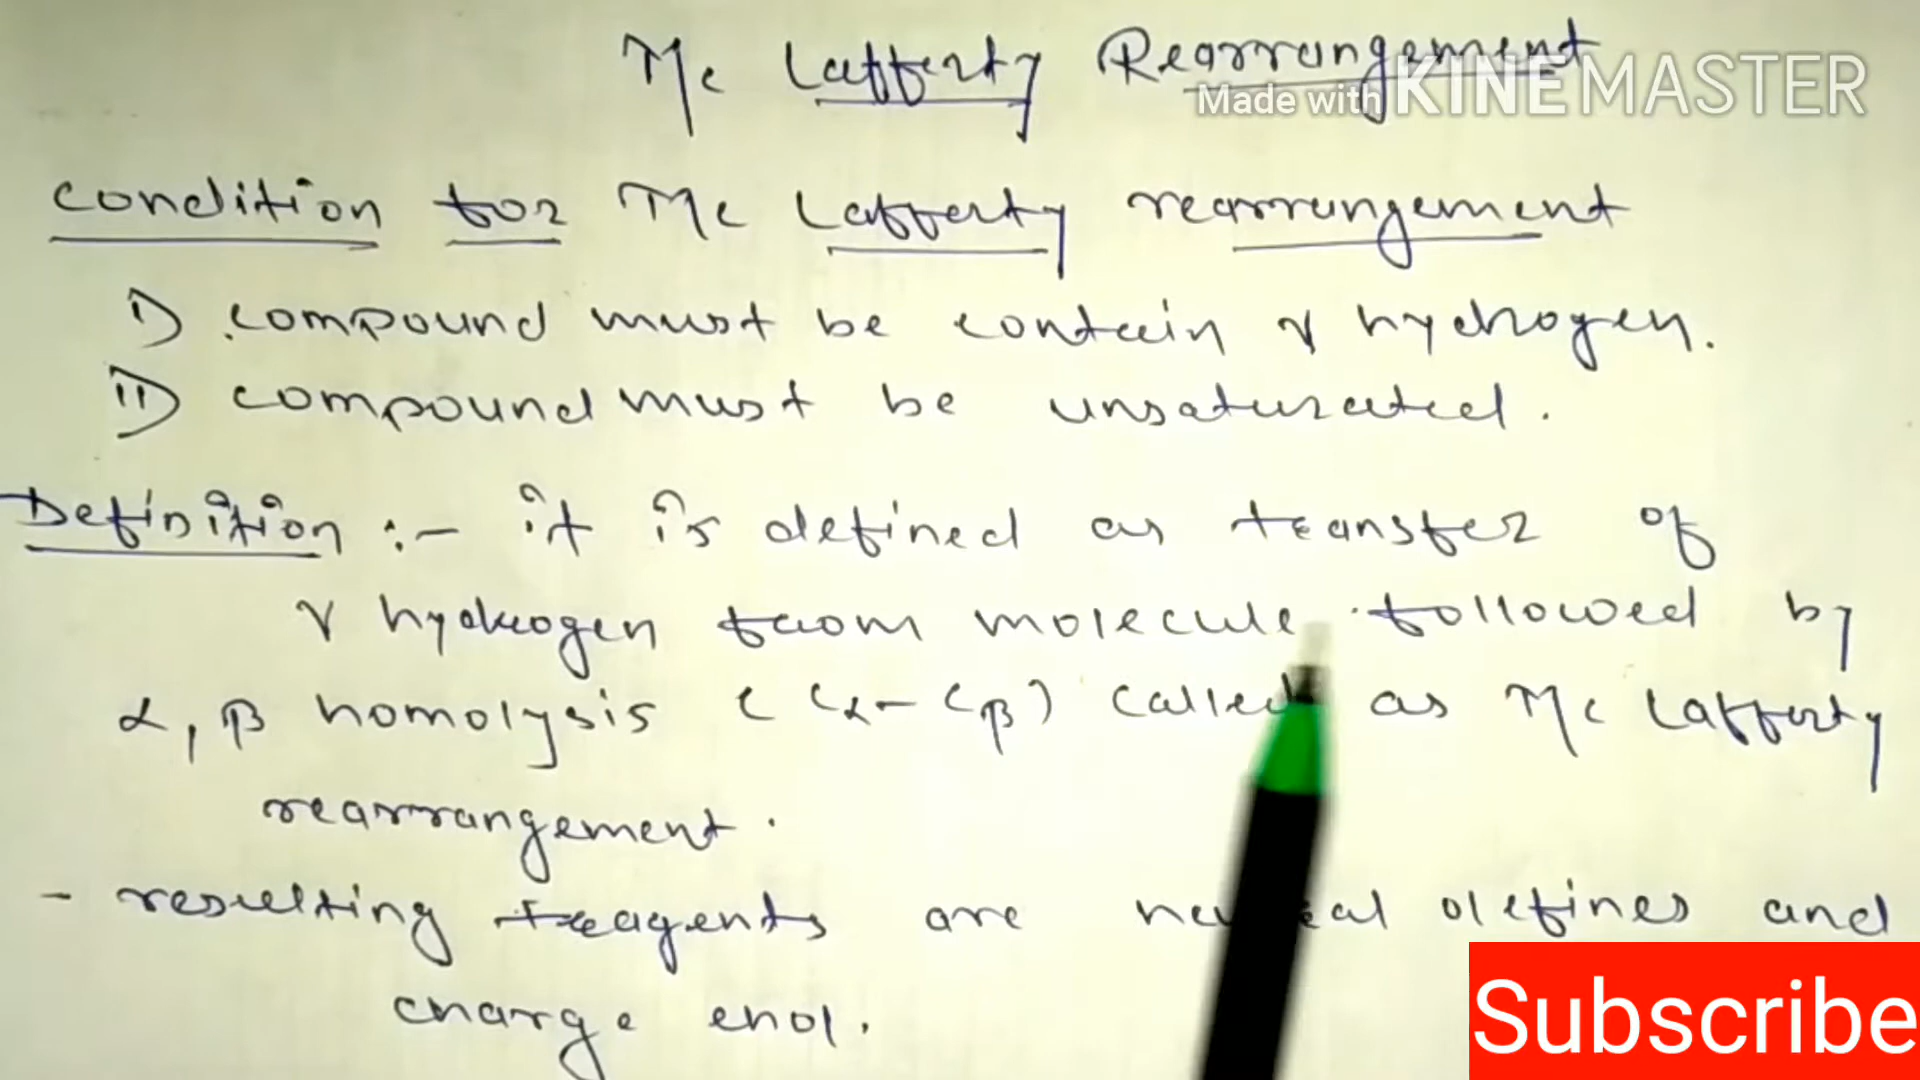 Mc Lafferty Rearrangement
Made with KINEMASTER
condition for Mc Lafferty rearrangement
I) compound must be contain γ hydrogen.
II) compound must be unsaturated.
Definition :- it is defined as transfer of
γ hydrogen from molecule followed by
α, β homolysis (Cα - Cβ) called as Mc Lafferty
rearrangement.
- resulting are olefines and
charge enol.
Subscribe